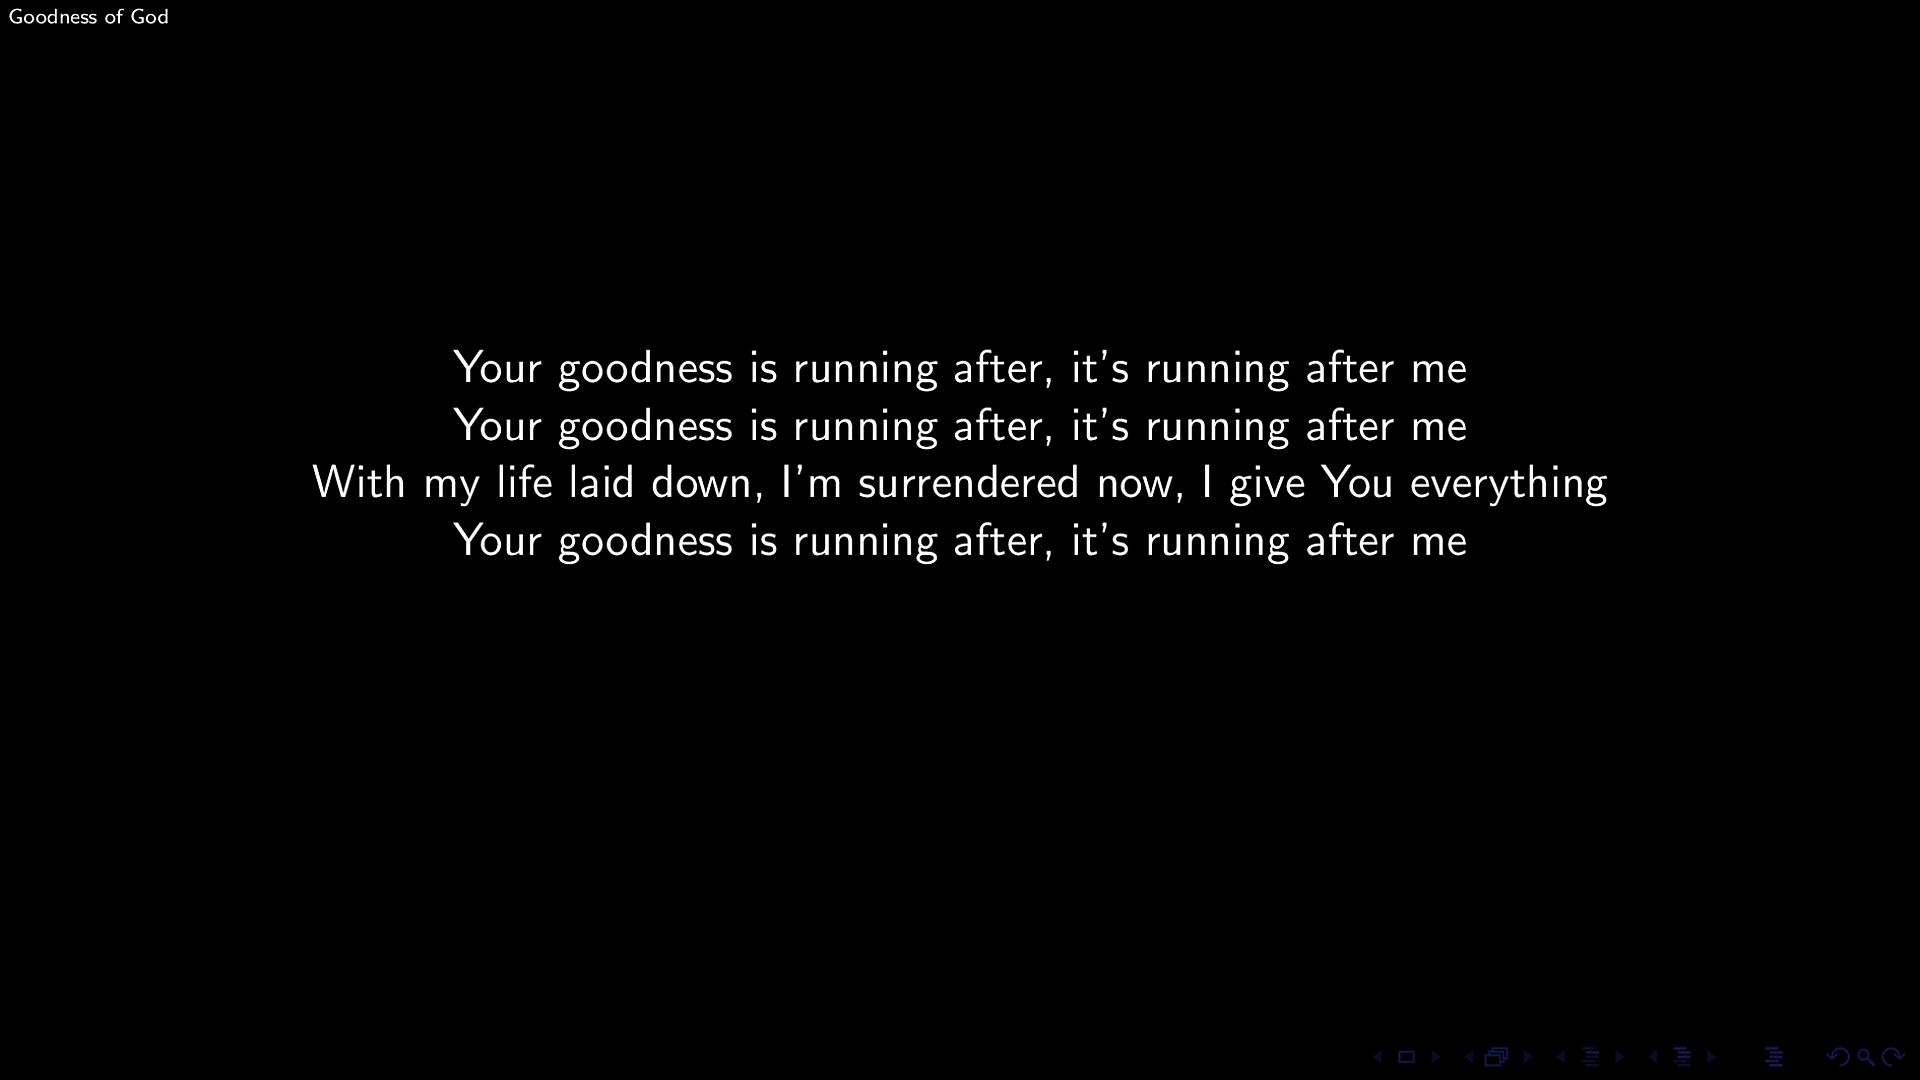 Goodness of God
Your goodness is running after, it's running after me
Your goodness is running after, it's running after me
With my life laid down, I'm surrendered now, I give You everything
Your goodness is running after, it's running after me